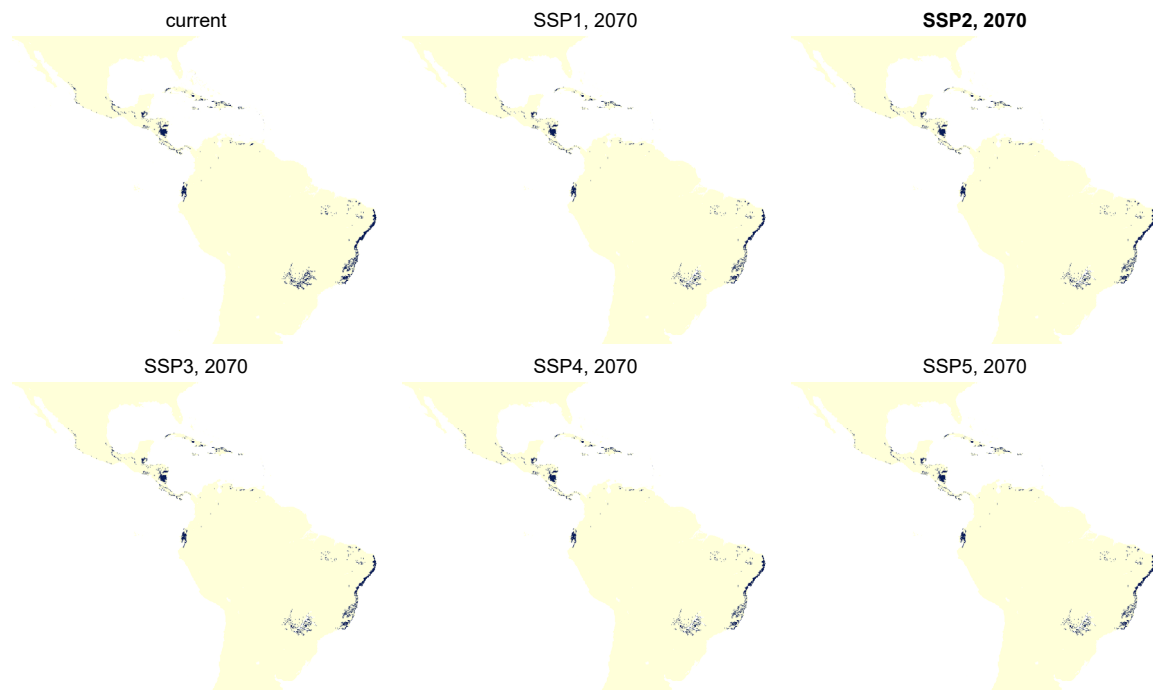 current
SSP1, 2070
SSP2, 2070
SSP3, 2070
SSP4, 2070
SSP5, 2070